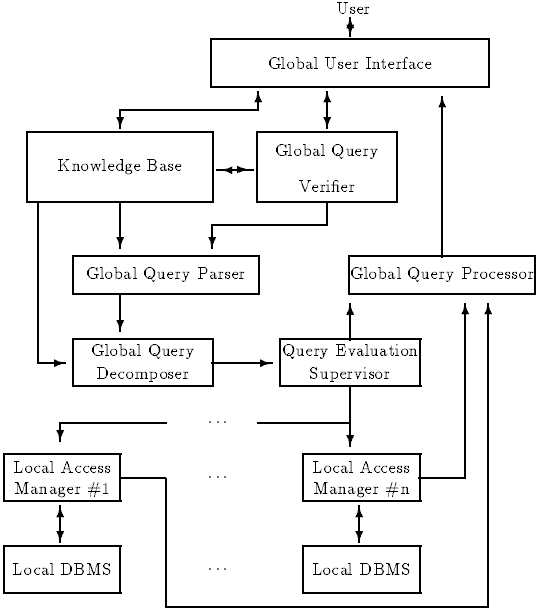 User
Global User Interface
Knowledge Base
Global Query
Verifier
Global Query Parser
Global Query Processor
Global Query
Decomposer
Query Evaluation
Supervisor
...
Local Access
Manager #1
...
Local Access
Manager #n
Local DBMS
...
Local DBMS